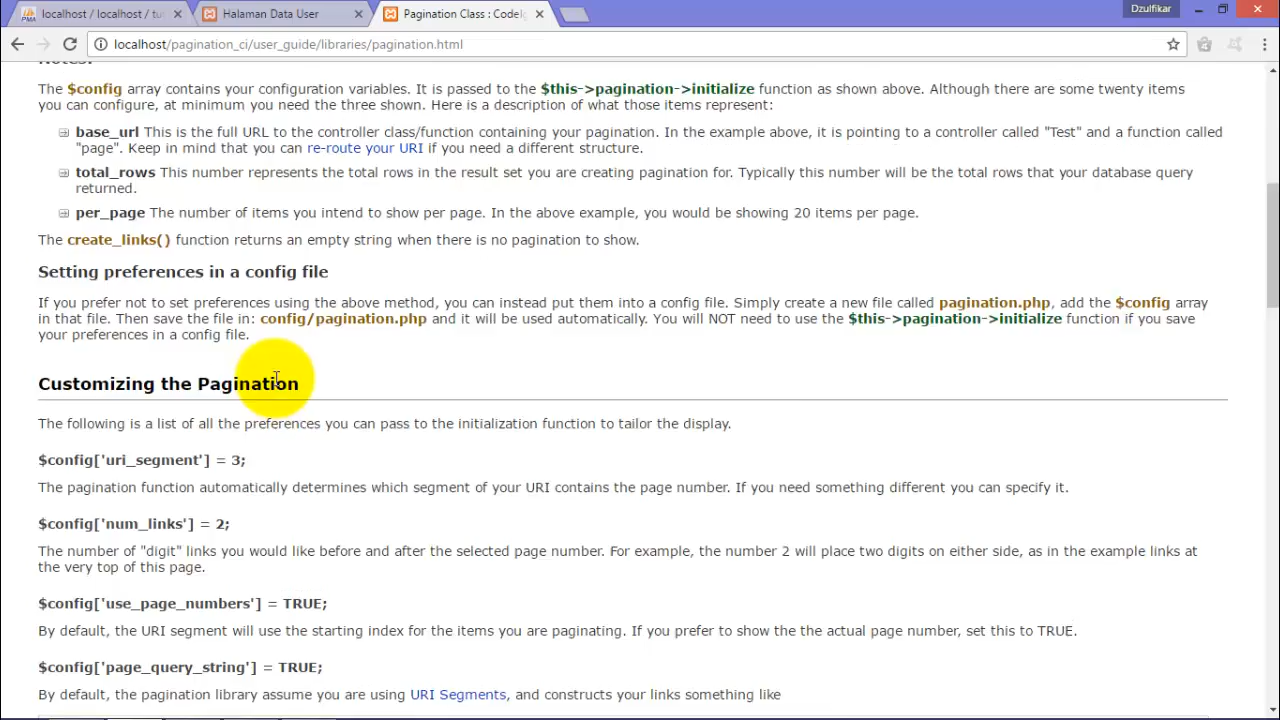 localhost / localhost / tut
Halaman Data User
Pagination Class : CodeIg
Dzulfikar
localhost/pagination_ci/user_guide/libraries/pagination.html
Notes:
The $config array contains your configuration variables. It is passed to the $this->pagination->initialize function as shown above. Although there are some twenty items
you can configure, at minimum you need the three shown. Here is a description of what those items represent:
base_url This is the full URL to the controller class/function containing your pagination. In the example above, it is pointing to a controller called "Test" and a function called
"page". Keep in mind that you can re-route your URI if you need a different structure.
total_rows This number represents the total rows in the result set you are creating pagination for. Typically this number will be the total rows that your database query
returned.
per_page The number of items you intend to show per page. In the above example, you would be showing 20 items per page.
The create_links() function returns an empty string when there is no pagination to show.
Setting preferences in a config file
If you prefer not to set preferences using the above method, you can instead put them into a config file. Simply create a new file called pagination.php, add the $config array
in that file. Then save the file in: config/pagination.php and it will be used automatically. You will NOT need to use the $this->pagination->initialize function if you save
your preferences in a config file.
Customizing the Pagination
The following is a list of all the preferences you can pass to the initialization function to tailor the display.
$config['uri_segment'] = 3;
The pagination function automatically determines which segment of your URI contains the page number. If you need something different you can specify it.
$config['num_links'] = 2;
The number of "digit" links you would like before and after the selected page number. For example, the number 2 will place two digits on either side, as in the example links at
the very top of this page.
$config['use_page_numbers'] = TRUE;
By default, the URI segment will use the starting index for the items you are paginating. If you prefer to show the the actual page number, set this to TRUE.
$config['page_query_string'] = TRUE;
By default, the pagination library assume you are using URI Segments, and constructs your links something like